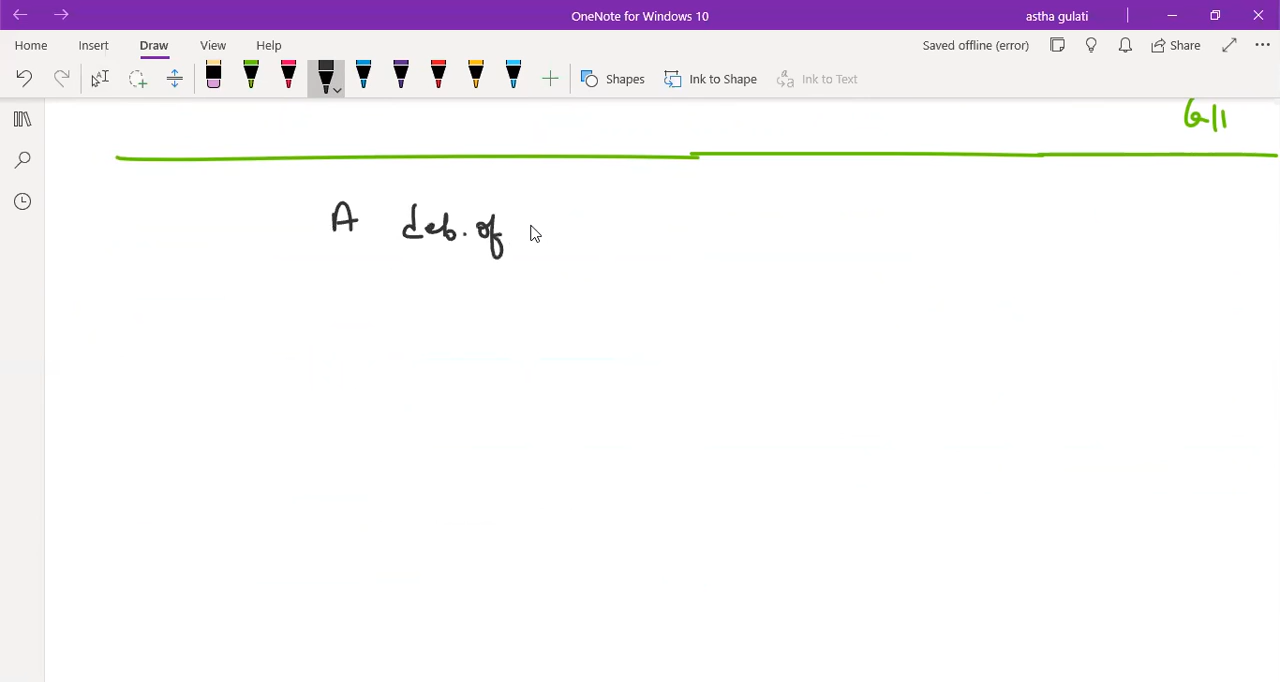 OneNote for Windows 10
astha gulati
Home Insert Draw View Help
Saved offline (error) Share
Shapes Ink to Shape Ink to Text
A deb. of